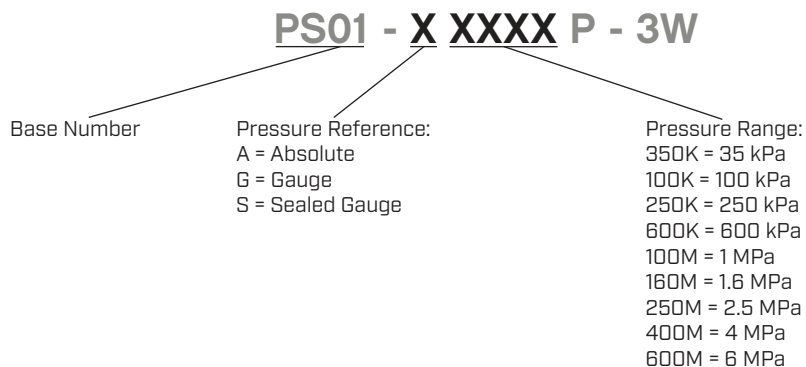 PS01 - X XXXX P - 3W
Base Number
Pressure Reference:
A = Absolute
G = Gauge
S = Sealed Gauge
Pressure Range:
350K = 35 kPa
100K = 100 kPa
250K = 250 kPa
600K = 600 kPa
100M = 1 MPa
160M = 1.6 MPa
250M = 2.5 MPa
400M = 4 MPa
600M = 6 MPa